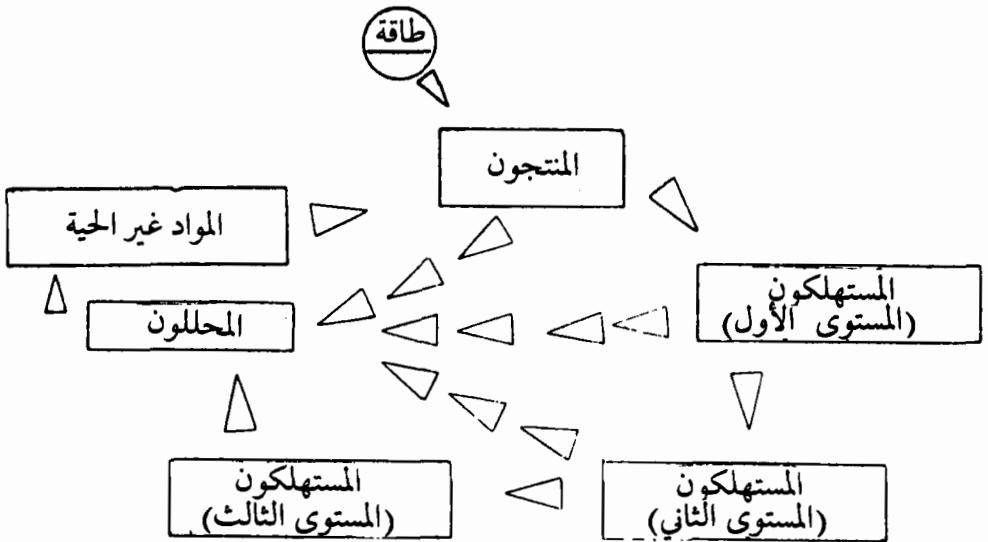 طاقة
المنتجون
المواد غير الحية
المستهلكون
(المستوى الأول)
المحللون
المستهلكون
(المستوى الثاني)
المستهلكون
(المستوى الثالث)